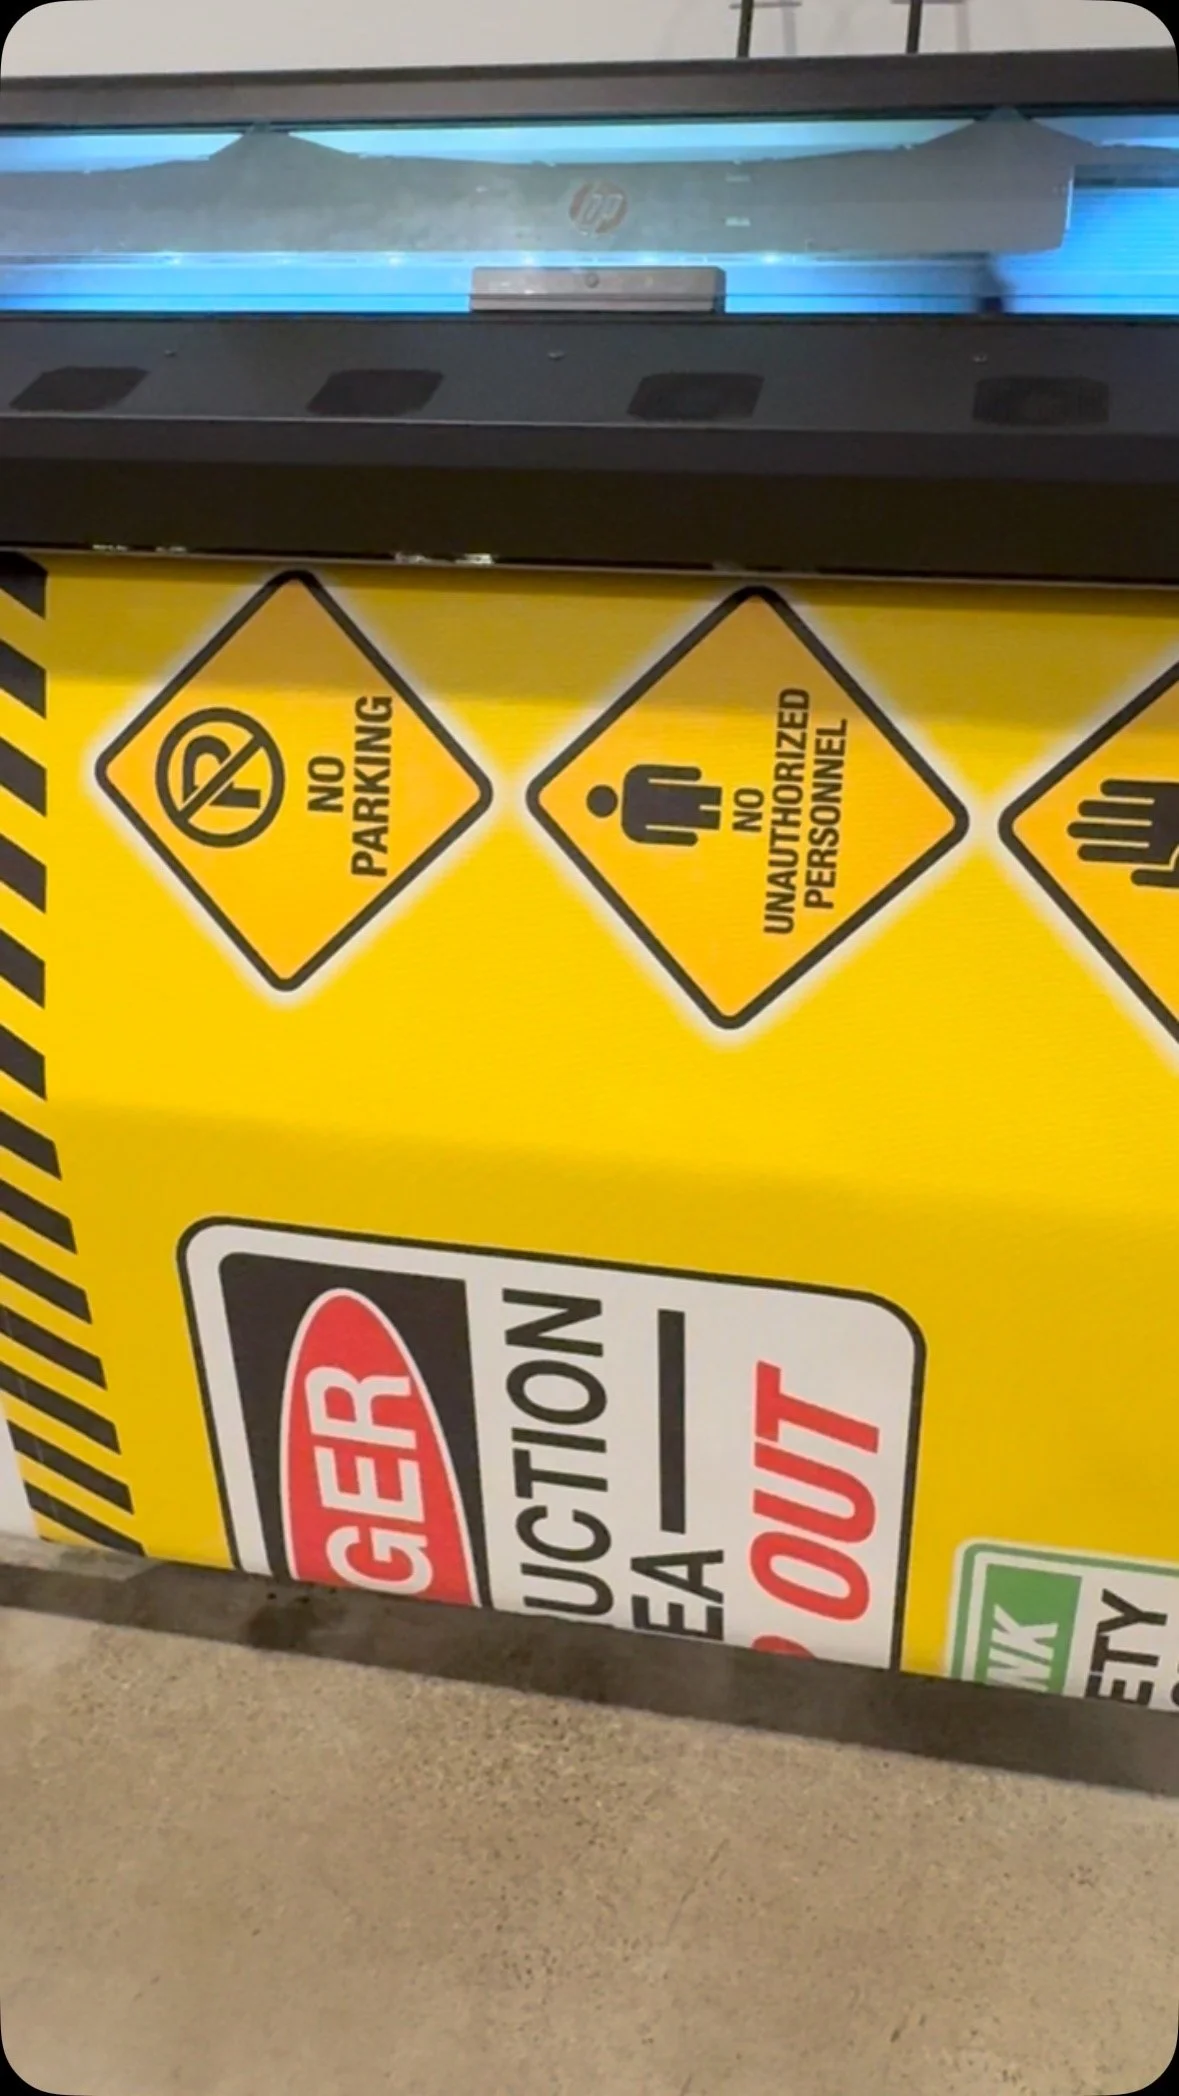 hp
P
NO
PARKING
NO
UNAUTHORIZED
PERSONNEL
GER
UCTION
EA —
OUT
NK
ETY